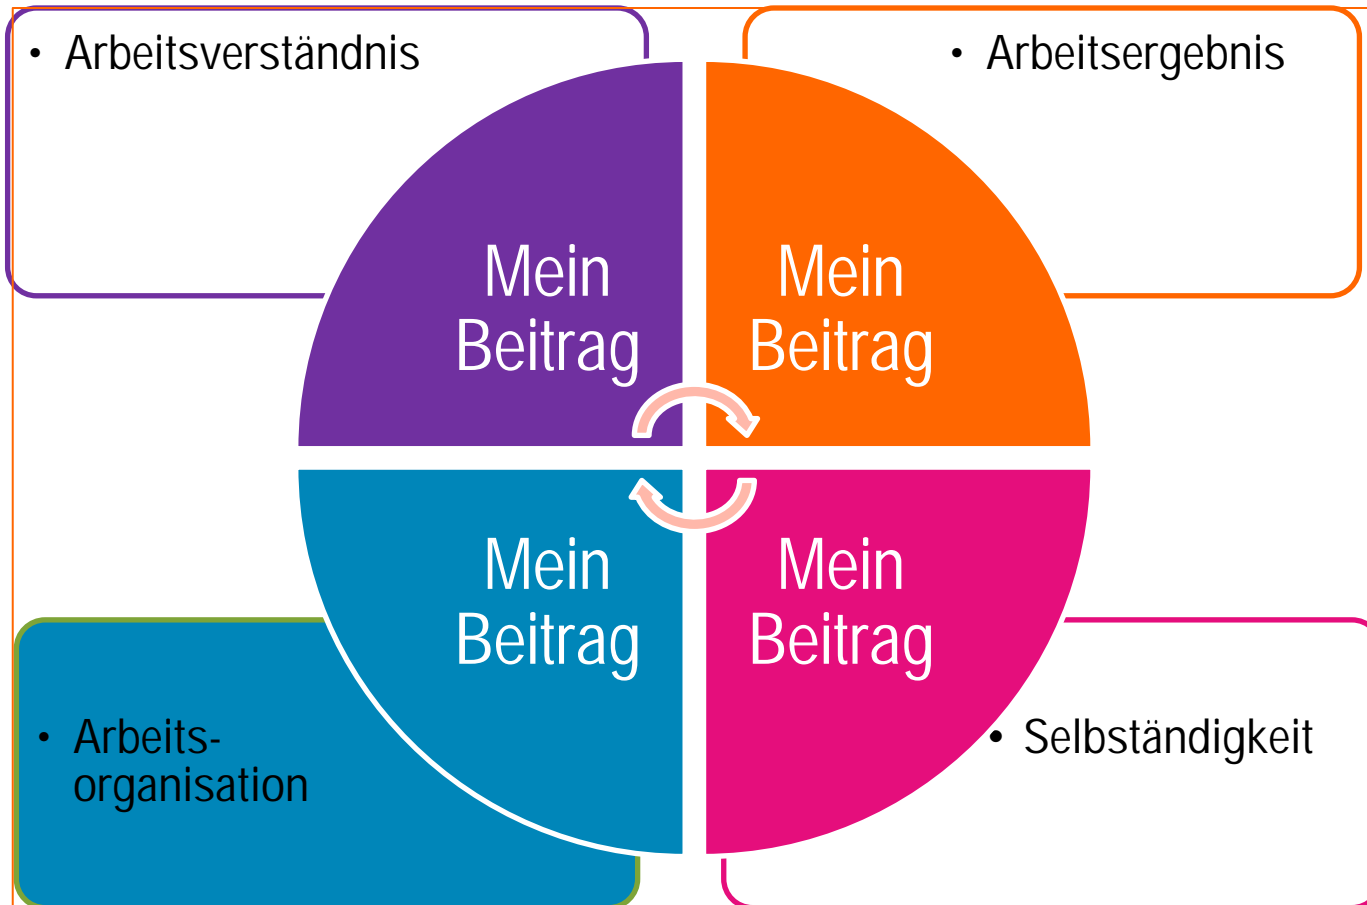 • Arbeitsverständnis
• Arbeitsergebnis
Mein
Beitrag
Mein
Beitrag
Mein
Beitrag
Mein
Beitrag
• Arbeits-
organisation
• Selbständigkeit